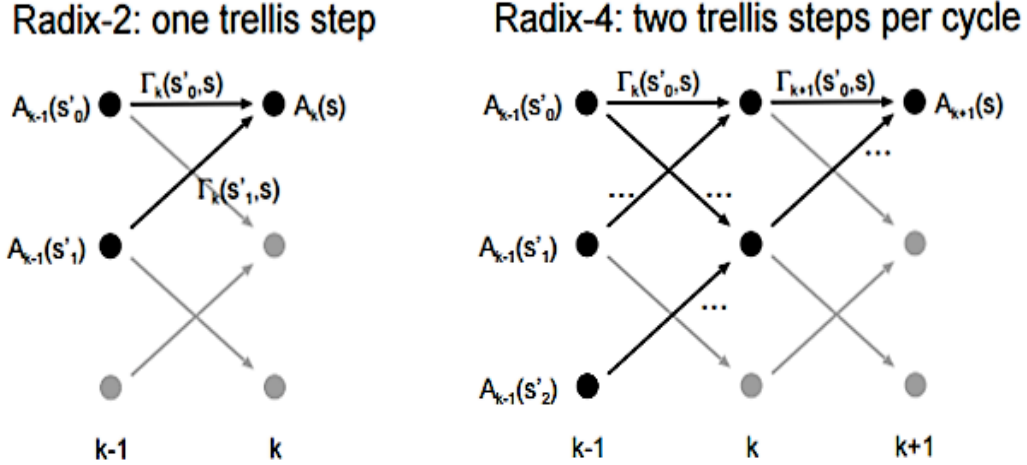 Radix-2: one trellis step
Radix-4: two trellis steps per cycle
Γk(s'0,s)
Ak-1(s'0)
Ak(s)
Γk(s'1,s)
Ak-1(s'1)
k-1
k
Γk(s'0,s)
Γk+1(s'0,s)
Ak-1(s'0)
Ak+1(s)
...
...
...
Ak-1(s'1)
...
Ak-1(s'2)
k-1
k
k+1